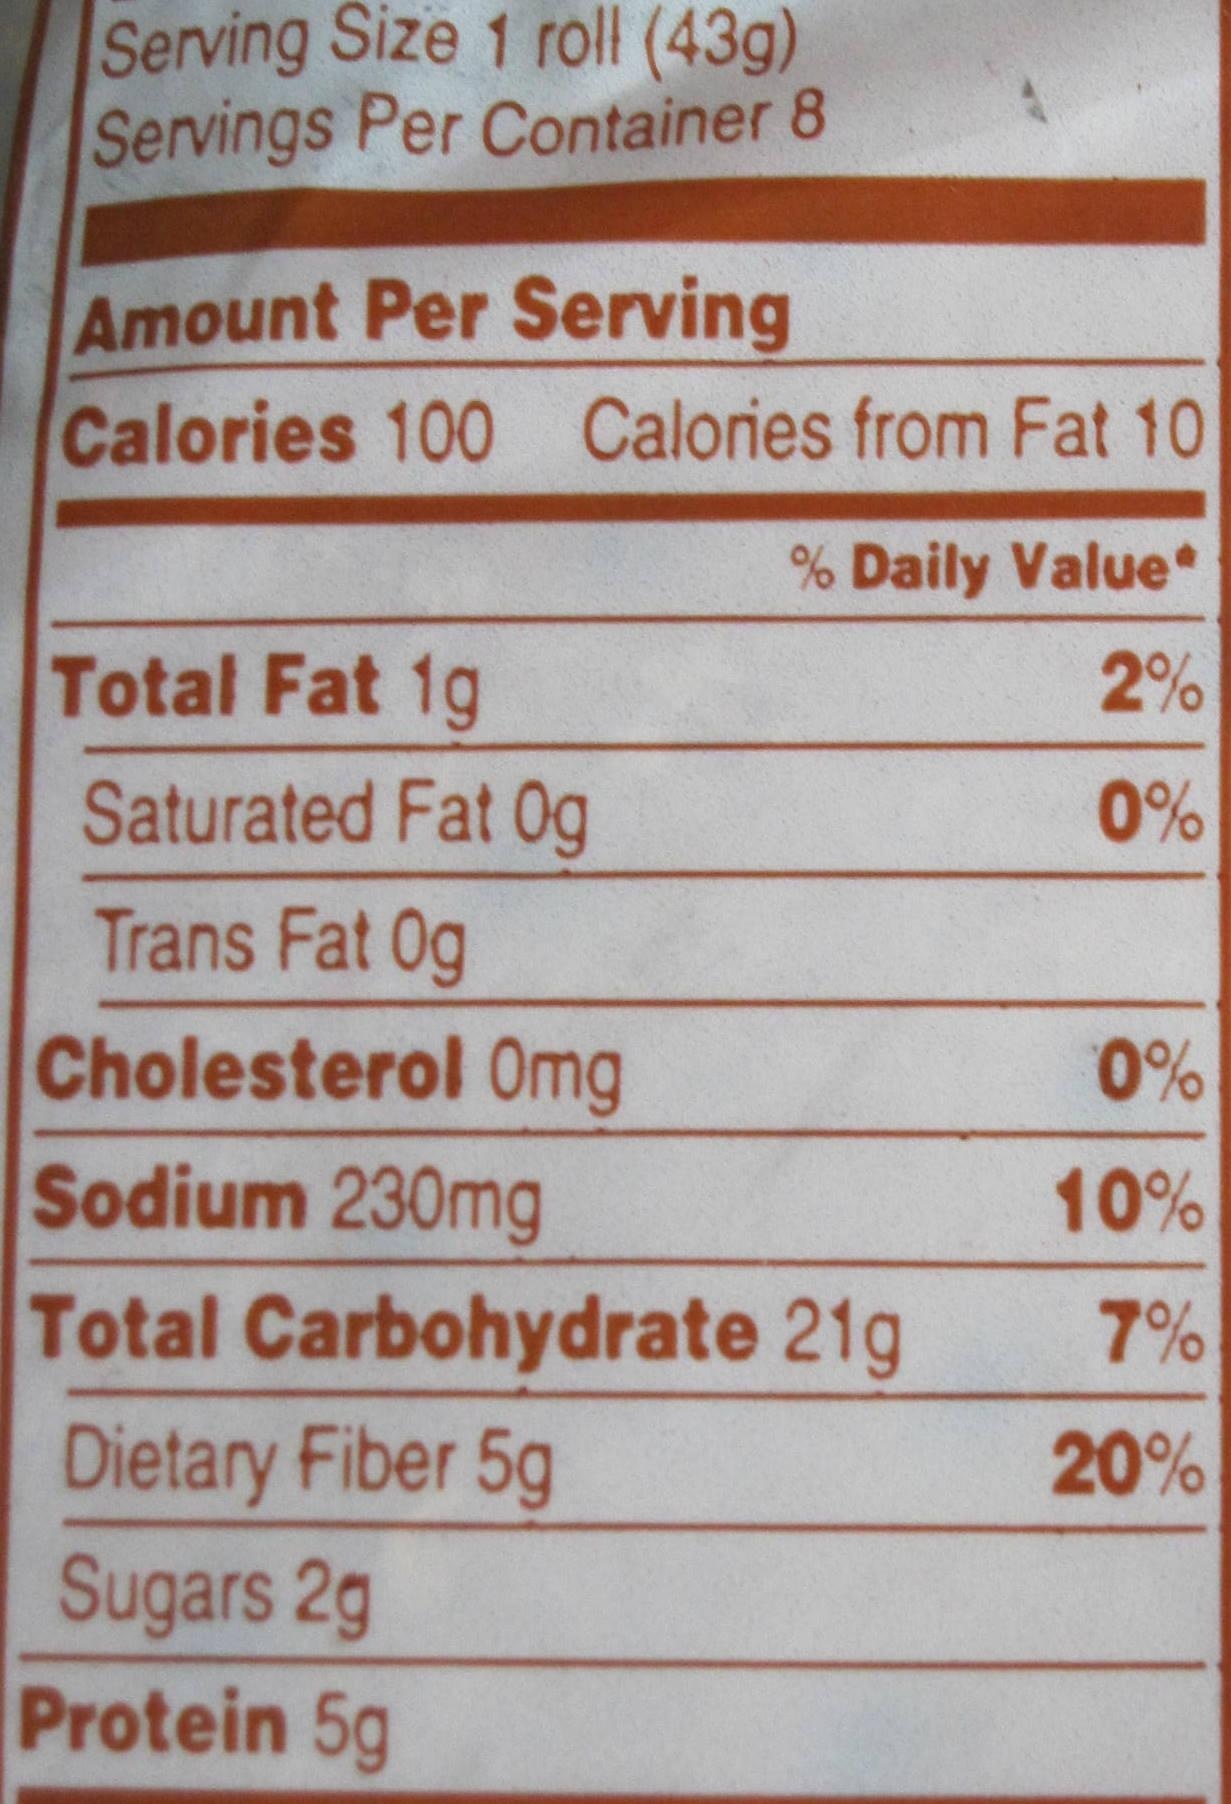 Serving Size 1 roll (43g)
Servings Per Container 8
Amount Per Serving
Calories 100 Calories from Fat 10
% Daily Value*
Total Fat 1g 2%
Saturated Fat 0g 0%
Trans Fat 0g
Cholesterol 0mg 0%
Sodium 230mg 10%
Total Carbohydrate 21g 7%
Dietary Fiber 5g 20%
Sugars 2g
Protein 5g